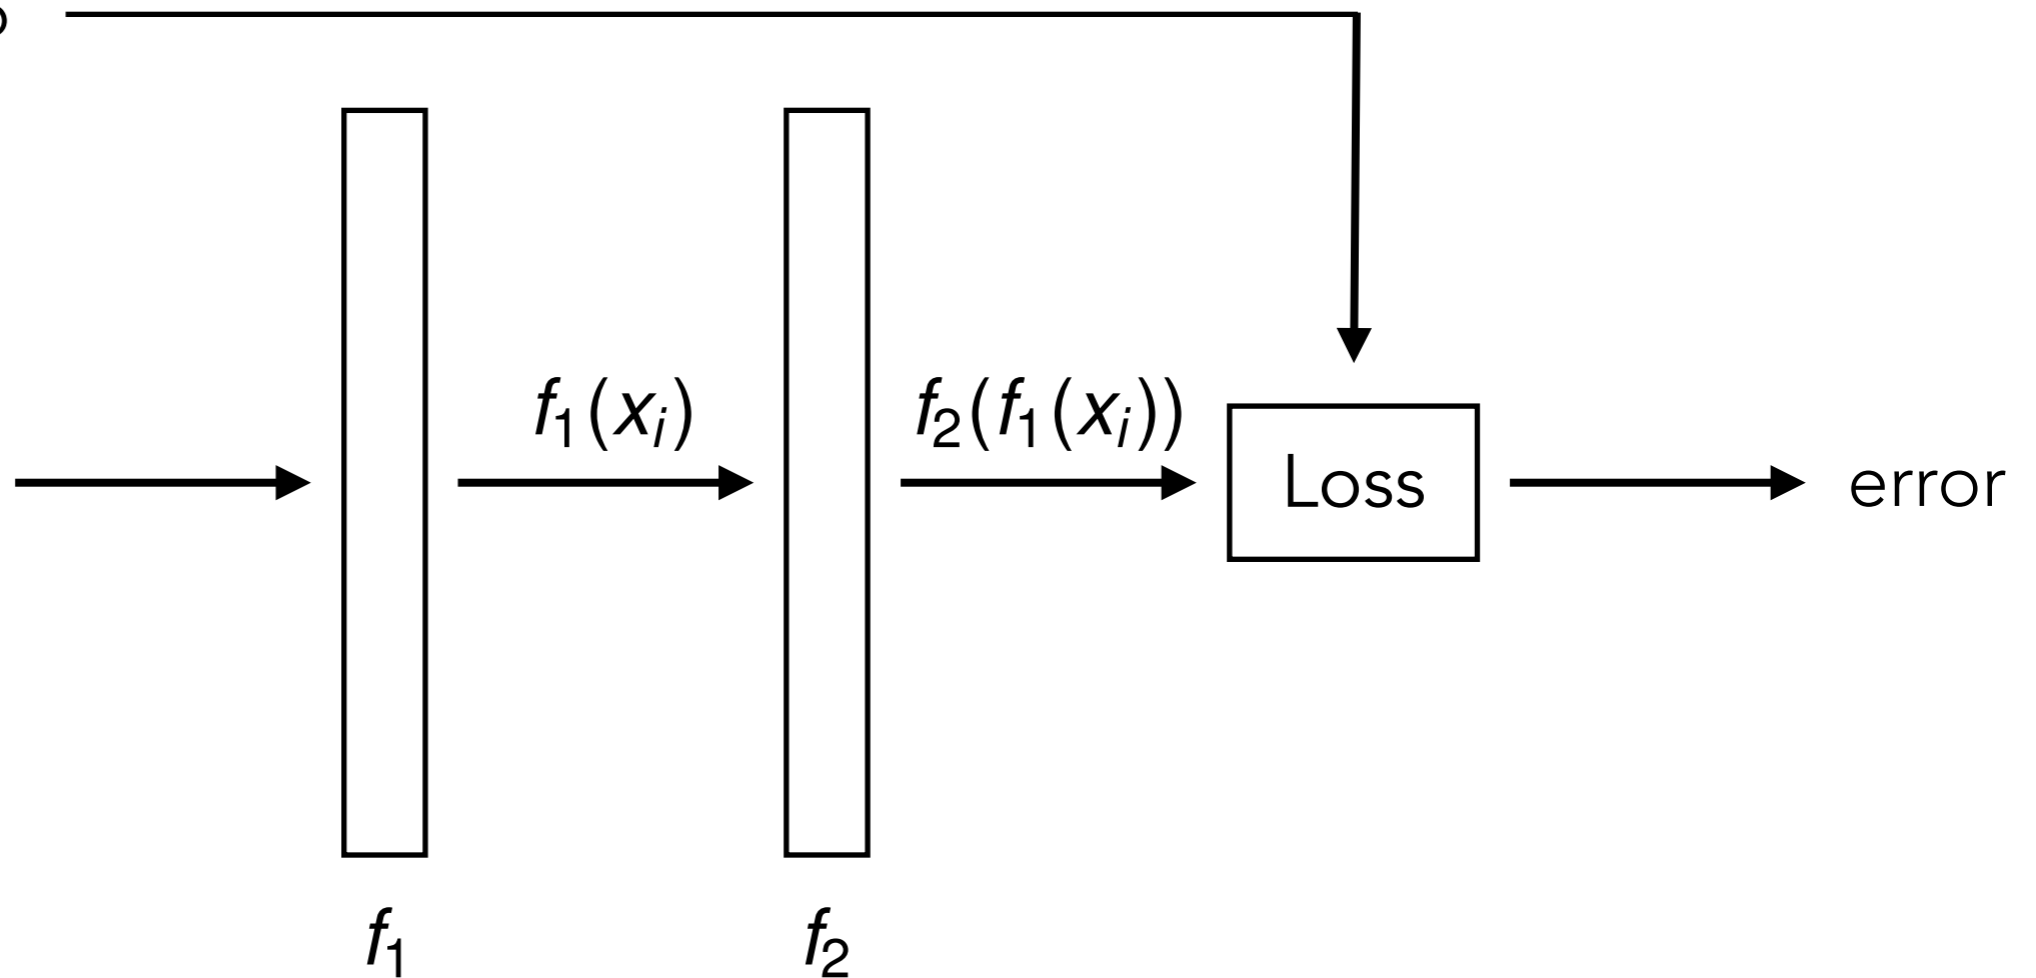 f₁(xᵢ)
f₂(f₁(xᵢ))
Loss
error
f₁
f₂